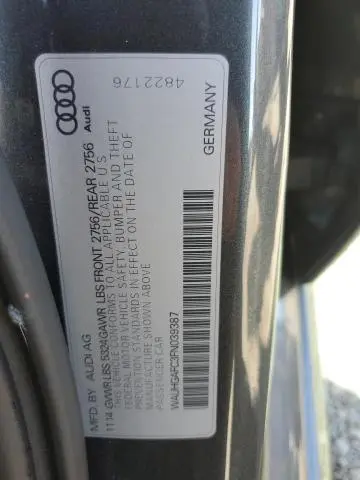 4822176
Audi
GERMANY
MFD BY AUDI AG
11.14 GVWR LBS 5324 GAWR LBS FRONT 2756/REAR 2756
THIS VEHICLE CONFORMS TO ALL APPLICABLE U S
FEDERAL MOTOR VEHICLE SAFETY, BUMPER AND THEFT
PREVENTION STANDARDS IN EFFECT ON THE DATE OF
MANUFACTURE SHOWN ABOVE
PASSENGER CAR
WAUHGAFC3FN039387